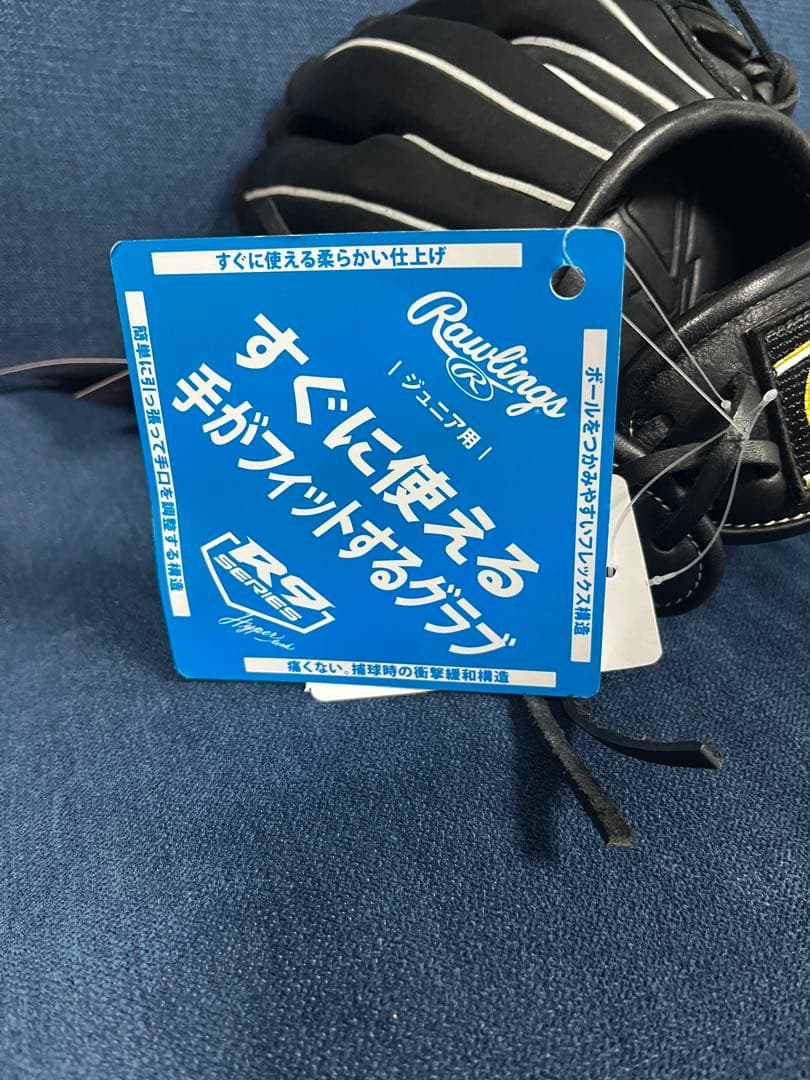 すぐに使える柔らかい仕上げ
Rawlings
R
ジュニア用
すぐに使える
手がフィットするグラブ
R9
SERIES
Hyper
簡単に引っ張って手口を調整する構造
ボールをつかみやすいフレックス構造
痛くない。捕球時の衝撃緩和構造